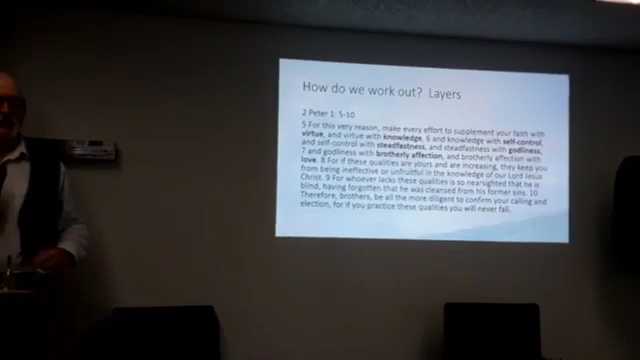 How do we work out? Layers
2 Peter 1: 5-10
5 For this very reason, make every effort to supplement your faith with
virtue, and virtue with knowledge, 6 and knowledge with self-control,
and self-control with steadfastness, and steadfastness with godliness,
7 and godliness with brotherly affection, and brotherly affection with
love. 8 For if these qualities are yours and are increasing, they keep you
from being ineffective or unfruitful in the knowledge of our Lord Jesus
Christ. 9 For whoever lacks these qualities is so nearsighted that he is
blind, having forgotten that he was cleansed from his former sins. 10
Therefore, brothers, be all the more diligent to confirm your calling and
election, for if you practice these qualities you will never fall.